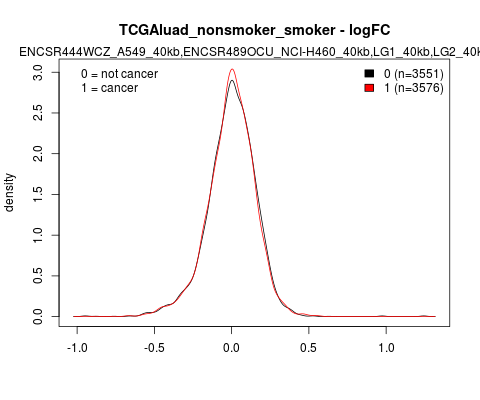 TCGAluad_nonsmoker_smoker - logFC
ENCSR444WCZ_A549_40kb,ENCSR489OCU_NCI-H460_40kb,LG1_40kb,LG2_40k
0 = not cancer
1 = cancer
0 (n=3551)
1 (n=3576)
density
3.0
2.5
2.0
1.5
1.0
0.5
0.0
-1.0 -0.5 0.0 0.5 1.0